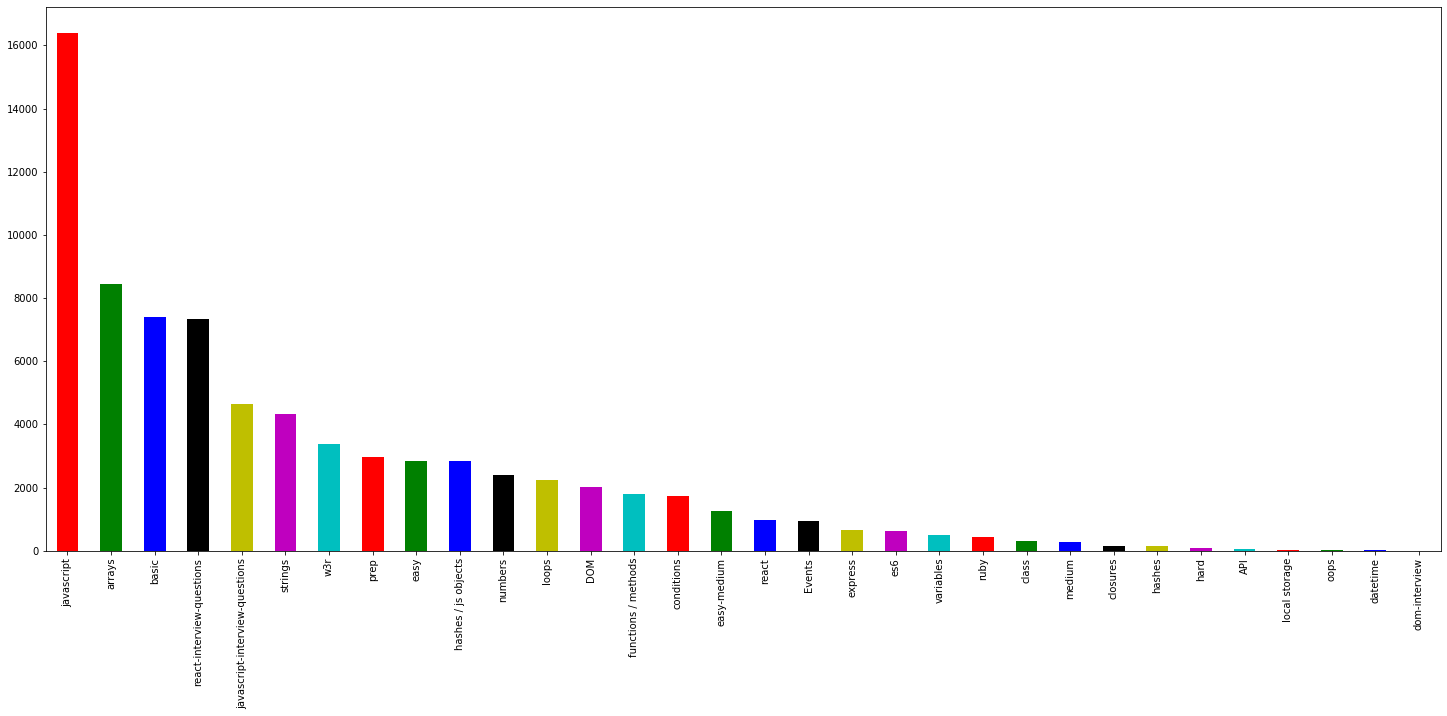 16000
14000
12000
10000
8000
6000
4000
2000
0
javascript
arrays
basic
react-interview-questions
javascript-interview-questions
strings
w3r
prep
easy
hashes / js objects
numbers
loops
DOM
functions / methods
conditions
easy-medium
react
Events
express
es6
variables
ruby
class
medium
closures
hashes
hard
API
local storage
oops
datetime
dom-interview